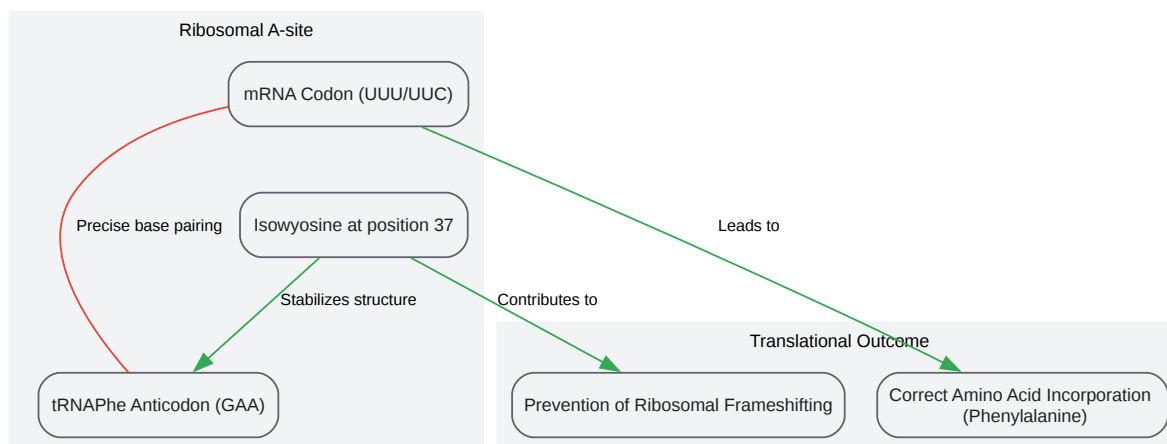 Ribosomal A-site
mRNA Codon (UUU/UUC)
Precise base pairing
Isowyosine at position 37
Leads to
Stabilizes structure
Contributes to
Translational Outcome
tRNAPhe Anticodon (GAA)
Prevention of Ribosomal Frameshifting
Correct Amino Acid Incorporation
(Phenylalanine)